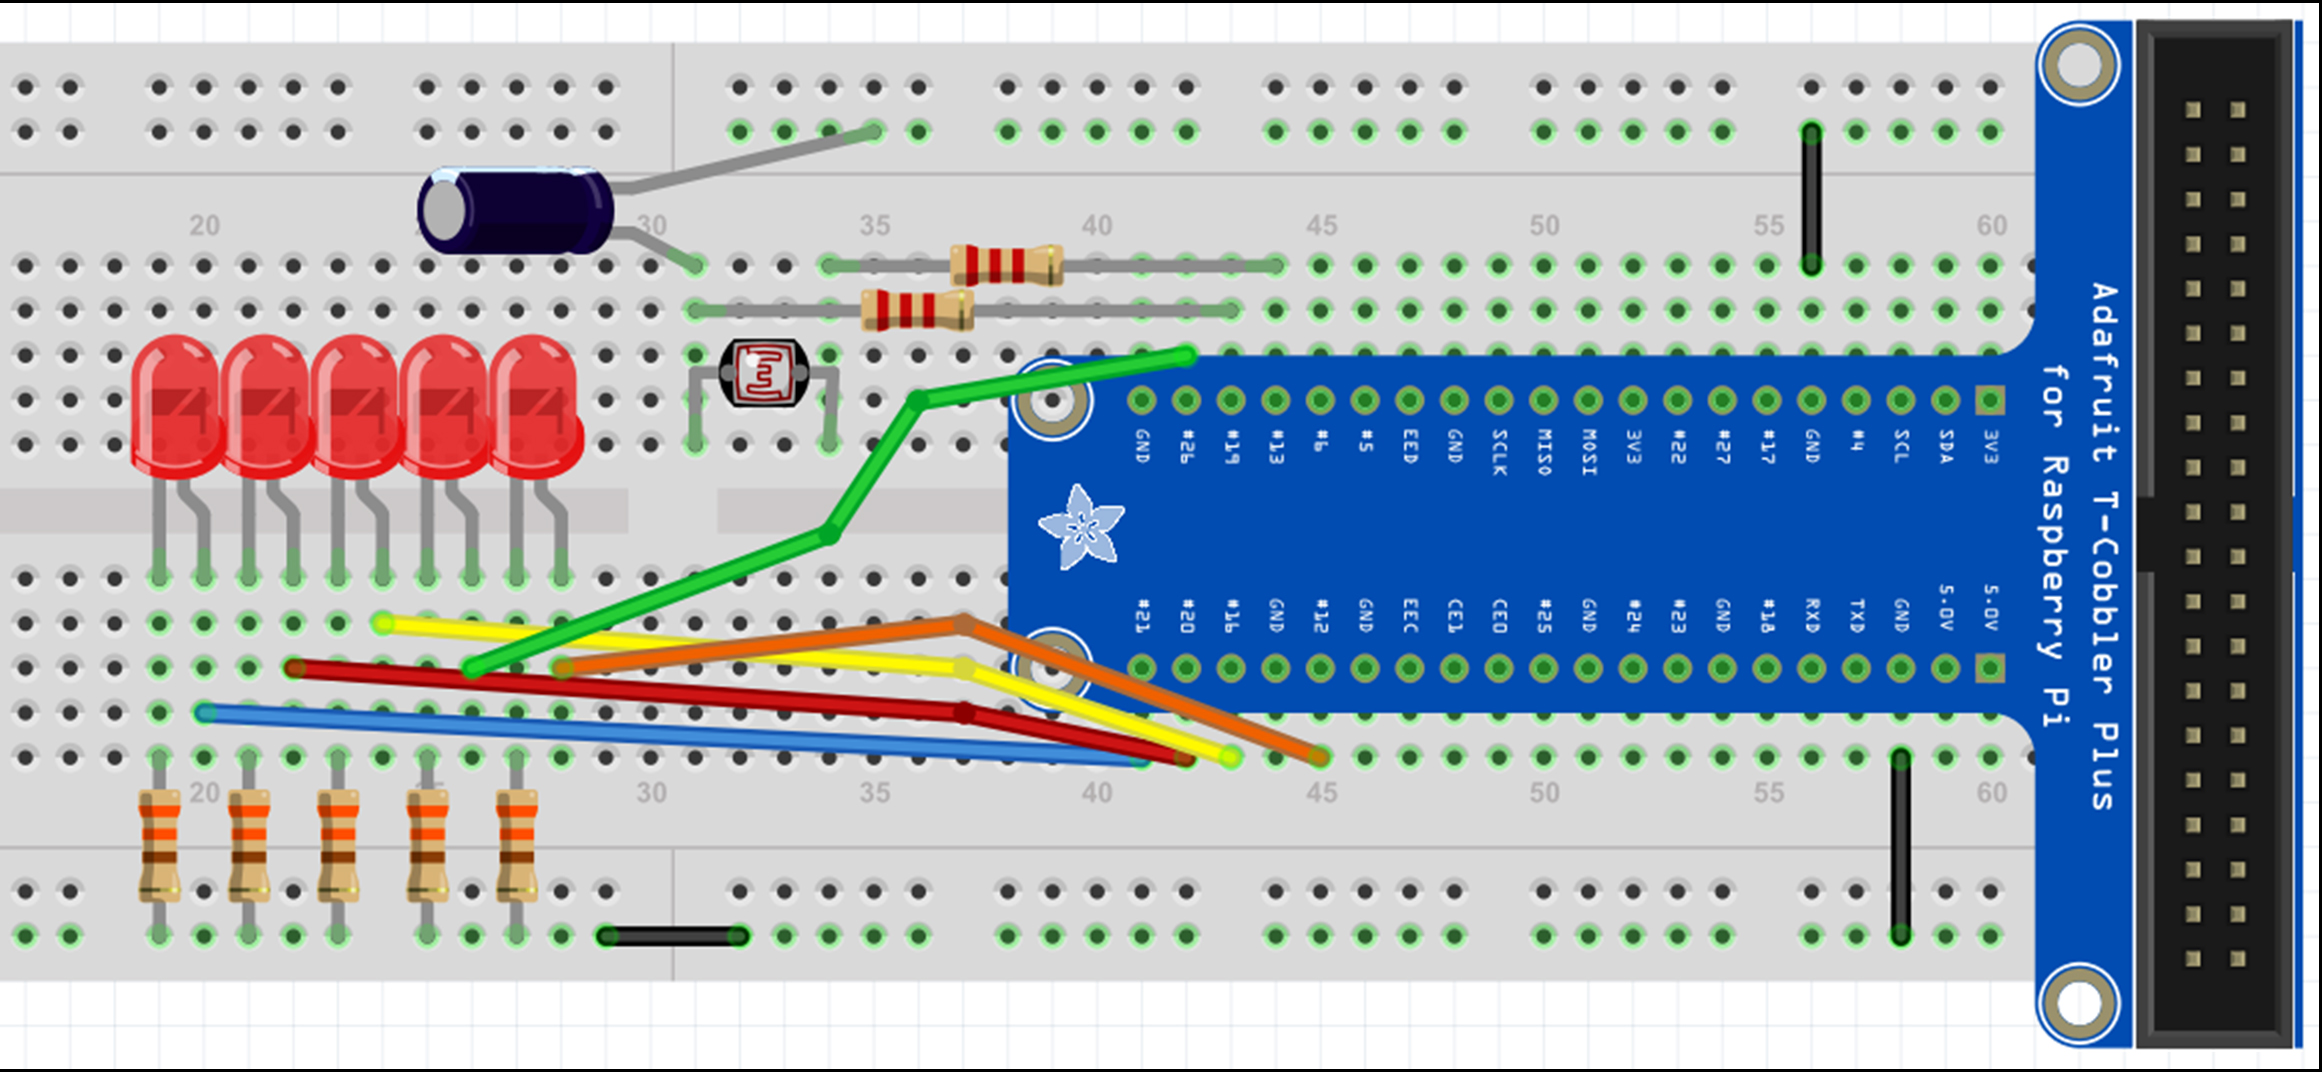 20 30 35 40 45 50 55 60
GND #26 #19 #13 #6 #5 EED GND SCLK MISO MOSI 3V3 #22 #27 #17 GND #4 SCL SDA 3V3
#21 #20 #16 GND #12 GND EEC CE1 CE0 #25 GND #24 #23 GND #18 RXD TXD GND 5.0V 5.0V
Adafruit T-Cobbler Plus
for Raspberry Pi
20 30 35 40 45 50 55 60